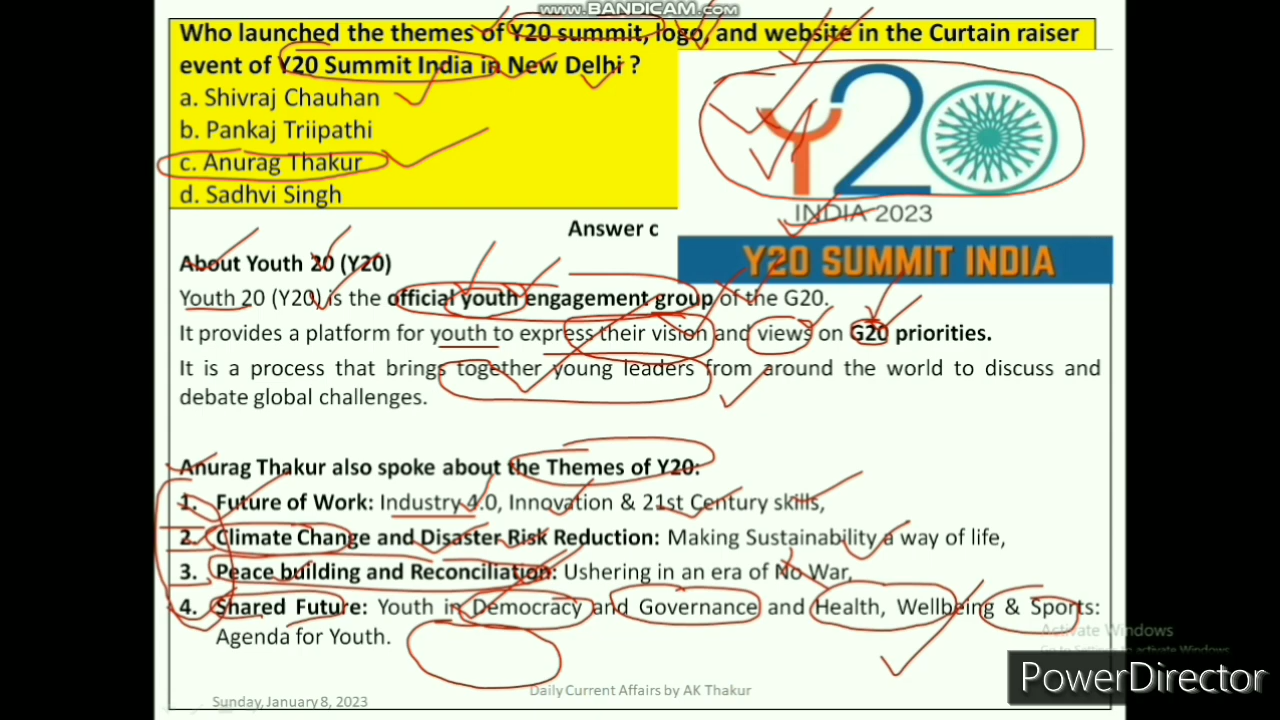 www.BANDICAM.com
Who launched the themes of Y20 summit, logo, and website in the Curtain raiser
event of Y20 Summit India in New Delhi ?
a. Shivraj Chauhan
b. Pankaj Triipathi
c. Anurag Thakur
d. Sadhvi Singh
Y20
INDIA 2023
Y20 SUMMIT INDIA
Answer c
About Youth 20 (Y20)
Youth 20 (Y20) is the official youth engagement group of the G20.
It provides a platform for youth to express their vision and views on G20 priorities.
It is a process that brings together young leaders from around the world to discuss and
debate global challenges.
Anurag Thakur also spoke about the Themes of Y20:
1. Future of Work: Industry 4.0, Innovation & 21st Century skills,
2. Climate Change and Disaster Risk Reduction: Making Sustainability a way of life,
3. Peace building and Reconciliation: Ushering in an era of No War,
4. Shared Future: Youth in Democracy and Governance and Health, Wellbeing & Sports:
Agenda for Youth.
Activate Windows
Go to Settings to activate Windows.
PowerDirector
Daily Current Affairs by AK Thakur
Sunday, January 8, 2023